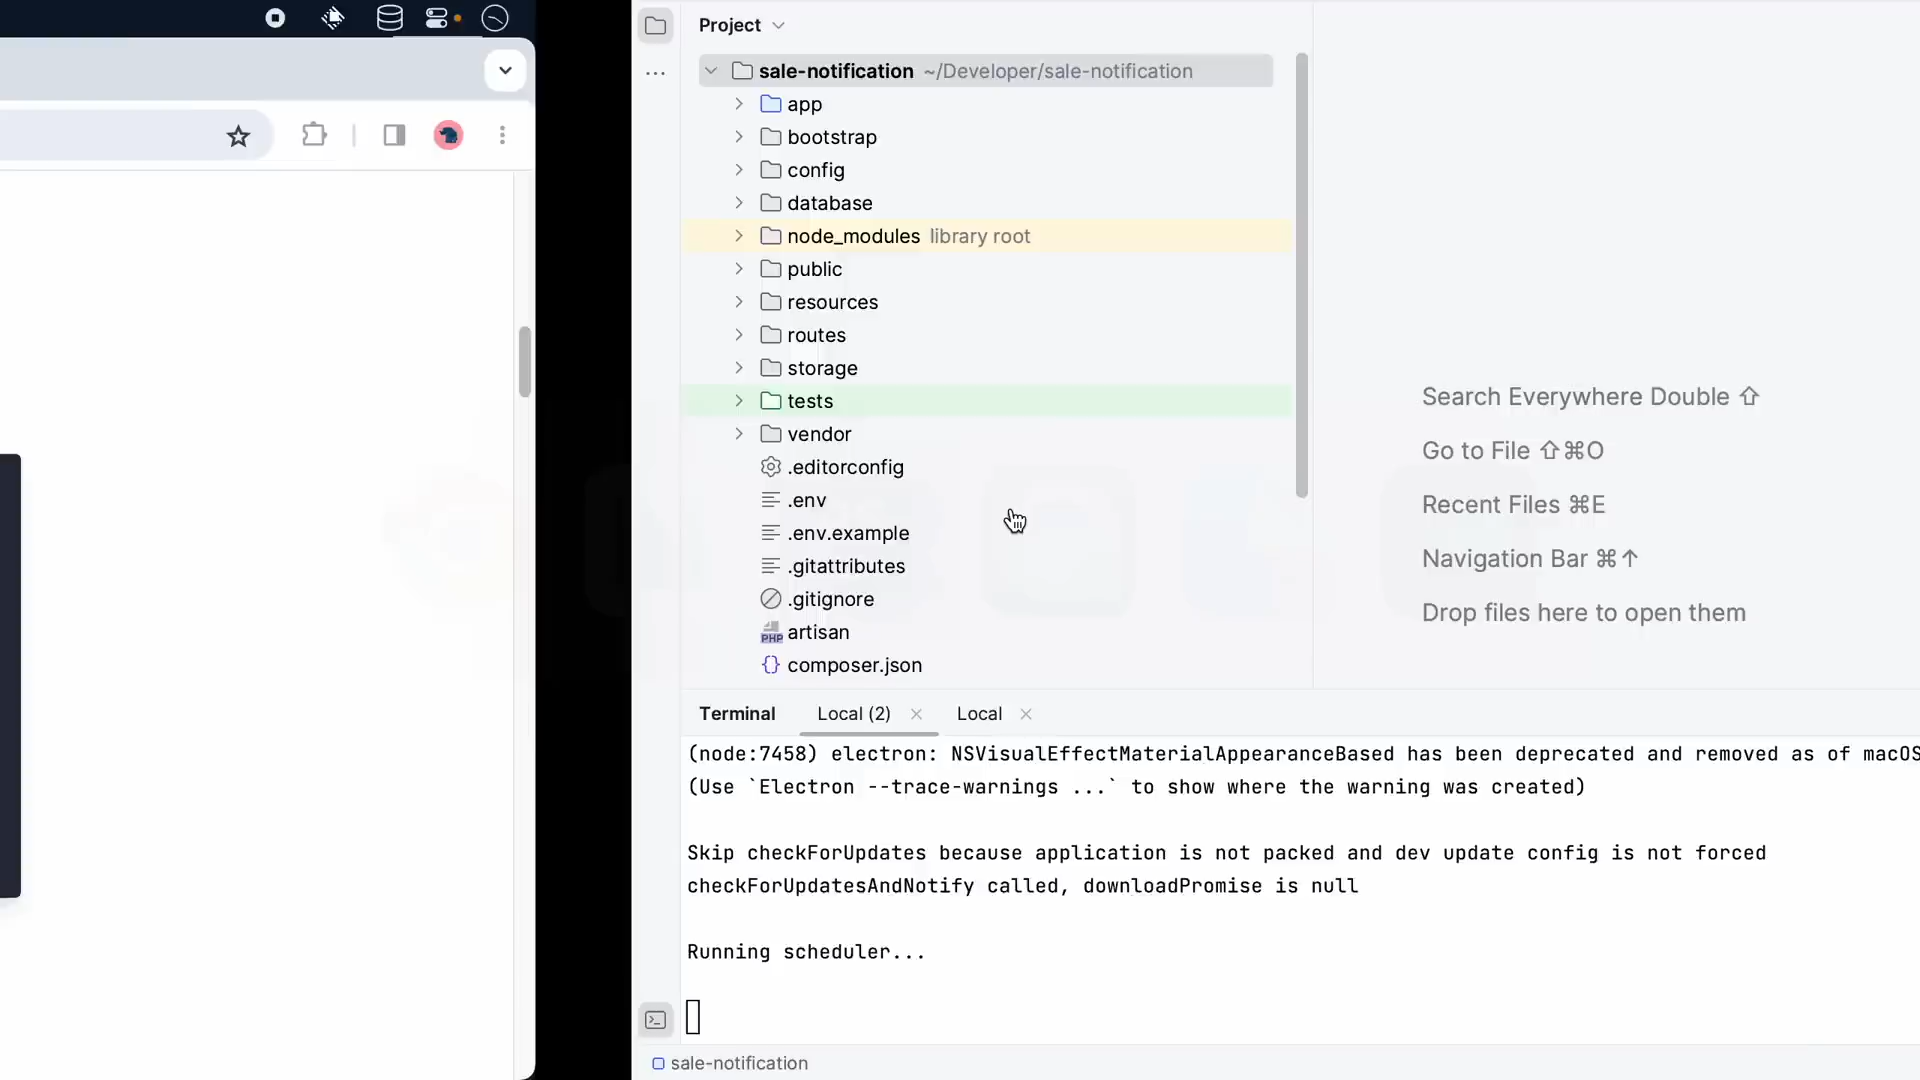 Project
sale-notification ~/Developer/sale-notification
app
bootstrap
config
database
node_modules library root
public
resources
routes
storage
tests
vendor
.editorconfig
.env
.env.example
.gitattributes
.gitignore
PHP artisan
{} composer.json
Search Everywhere Double ⇧
Go to File ⇧⌘O
Recent Files ⌘E
Navigation Bar ⌘↑
Drop files here to open them
Terminal Local (2) × Local ×
(node:7458) electron: NSVisualEffectMaterialAppearanceBased has been deprecated and removed as of macOS
(Use `Electron --trace-warnings ...` to show where the warning was created)
Skip checkForUpdates because application is not packed and dev update config is not forced
checkForUpdatesAndNotify called, downloadPromise is null
Running scheduler...
sale-notification